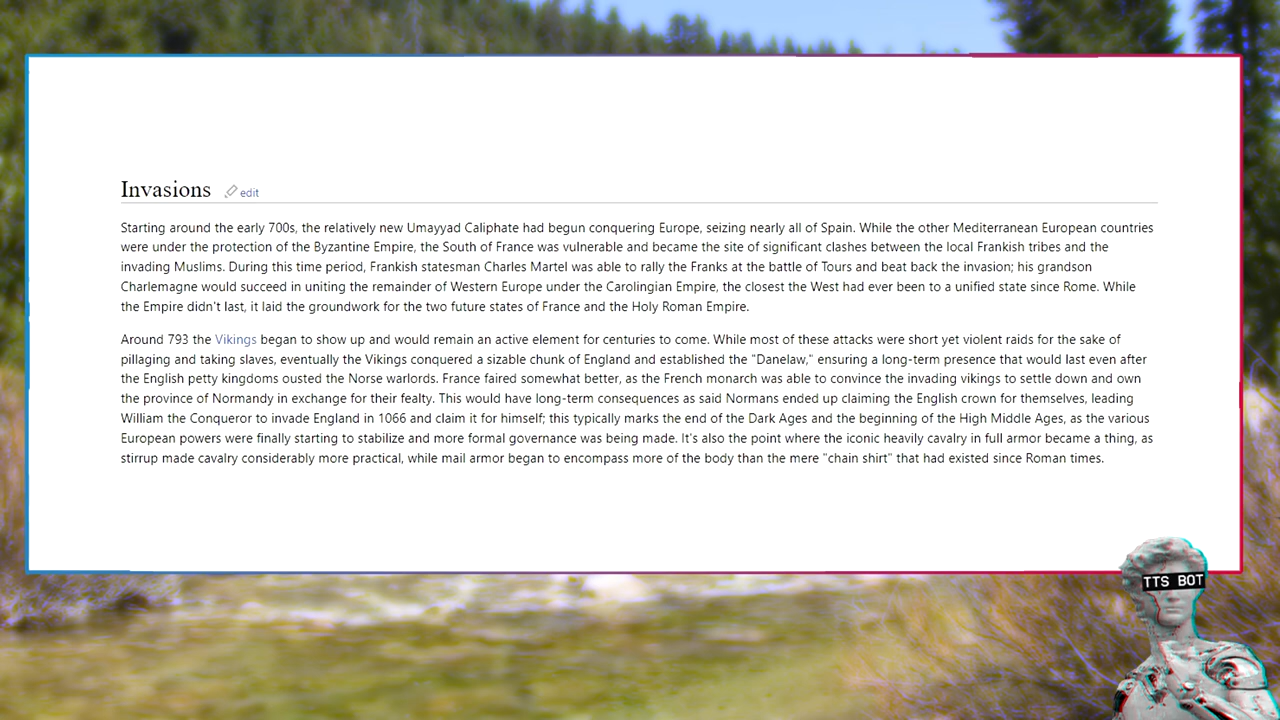 Invasions edit
Starting around the early 700s, the relatively new Umayyad Caliphate had begun conquering Europe, seizing nearly all of Spain. While the other Mediterranean European countries
were under the protection of the Byzantine Empire, the South of France was vulnerable and became the site of significant clashes between the local Frankish tribes and the
invading Muslims. During this time period, Frankish statesman Charles Martel was able to rally the Franks at the battle of Tours and beat back the invasion; his grandson
Charlemagne would succeed in uniting the remainder of Western Europe under the Carolingian Empire, the closest the West had ever been to a unified state since Rome. While
the Empire didn't last, it laid the groundwork for the two future states of France and the Holy Roman Empire.
Around 793 the Vikings began to show up and would remain an active element for centuries to come. While most of these attacks were short yet violent raids for the sake of
pillaging and taking slaves, eventually the Vikings conquered a sizable chunk of England and established the "Danelaw," ensuring a long-term presence that would last even after
the English petty kingdoms ousted the Norse warlords. France faired somewhat better, as the French monarch was able to convince the invading vikings to settle down and own
the province of Normandy in exchange for their fealty. This would have long-term consequences as said Normans ended up claiming the English crown for themselves, leading
William the Conqueror to invade England in 1066 and claim it for himself; this typically marks the end of the Dark Ages and the beginning of the High Middle Ages, as the various
European powers were finally starting to stabilize and more formal governance was being made. It's also the point where the iconic heavily cavalry in full armor became a thing, as
stirrup made cavalry considerably more practical, while mail armor began to encompass more of the body than the mere "chain shirt" that had existed since Roman times.
TTS BOT